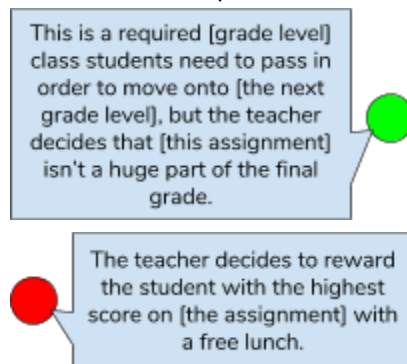 This is a required [grade level]
class students need to pass in
order to move onto [the next
grade level], but the teacher
decides that [this assignment]
isn't a huge part of the final
grade.
The teacher decides to reward
the student with the highest
score on [the assignment] with
a free lunch.